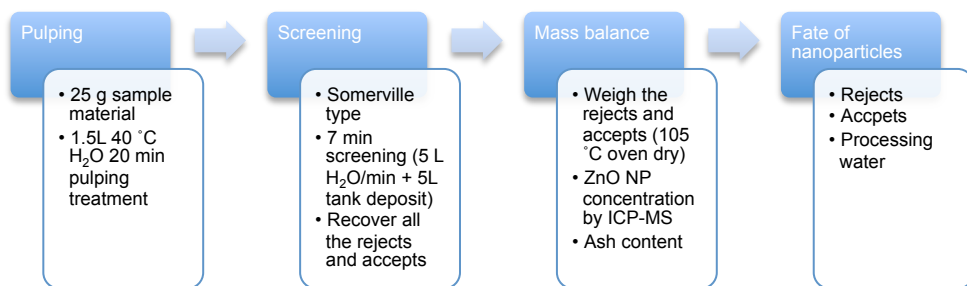 Pulping
• 25 g sample
material
• 1.5L 40 ˚C
H₂O 20 min
pulping
treatment
Screening
• Somerville
type
• 7 min
screening (5 L
H₂O/min + 5L
tank deposit)
• Recover all
the rejects
and accepts
Mass balance
• Weigh the
rejects and
accepts (105
˚C oven dry)
• ZnO NP
concentration
by ICP-MS
• Ash content
Fate of
nanoparticles
• Rejects
• Accpets
• Processing
water